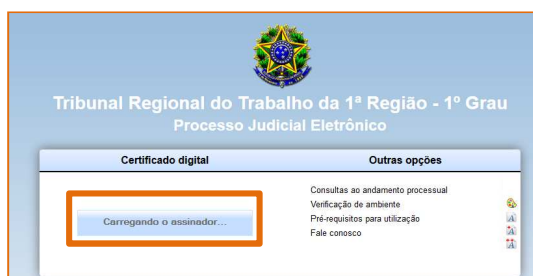 Tribunal Regional do Trabalho da 1ª Região - 1º Grau
Processo Judicial Eletrônico
Certificado digital
Outras opções
Carregando o assinador...
Consultas ao andamento processual
Verificação de ambiente
Pré-requisitos para utilização
Fale conosco